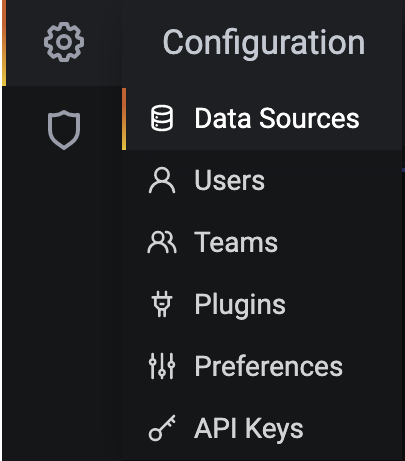 Configuration
Data Sources
Users
Teams
Plugins
Preferences
API Keys